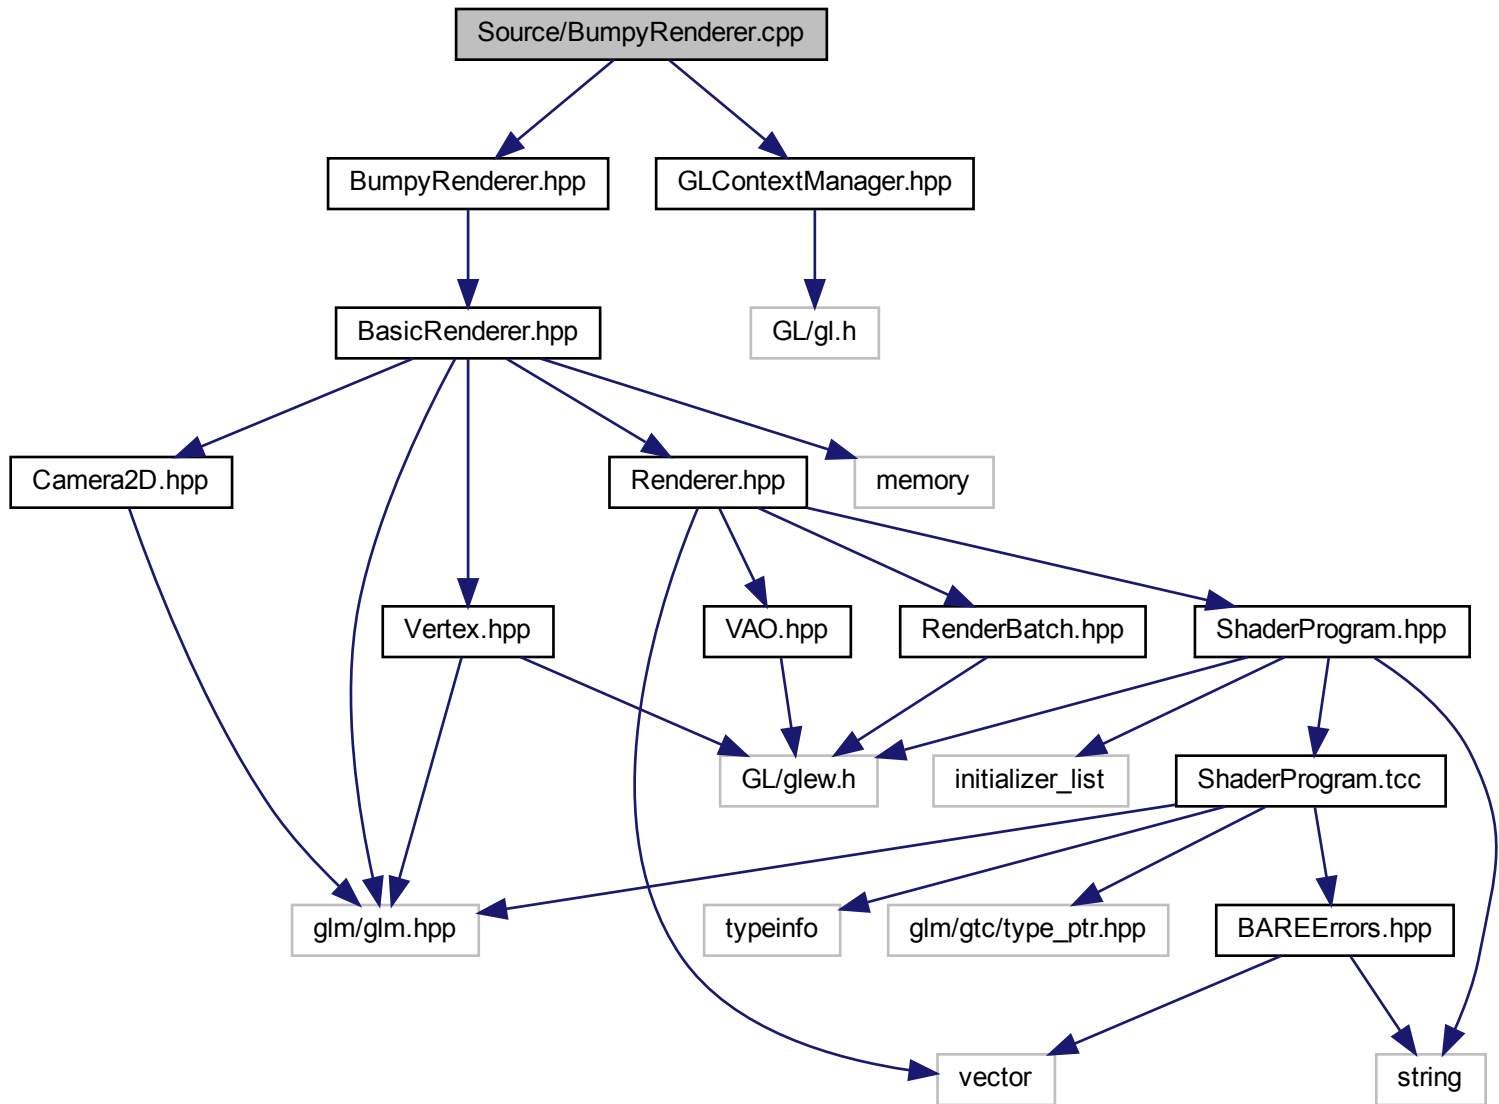 Source/BumpyRenderer.cpp
BumpyRenderer.hpp
GLContextManager.hpp
BasicRenderer.hpp
GL/gl.h
Camera2D.hpp
Renderer.hpp
memory
Vertex.hpp
VAO.hpp
RenderBatch.hpp
ShaderProgram.hpp
GL/glew.h
initializer_list
ShaderProgram.tcc
glm/glm.hpp
typeinfo
glm/gtc/type_ptr.hpp
BAREErrors.hpp
vector
string